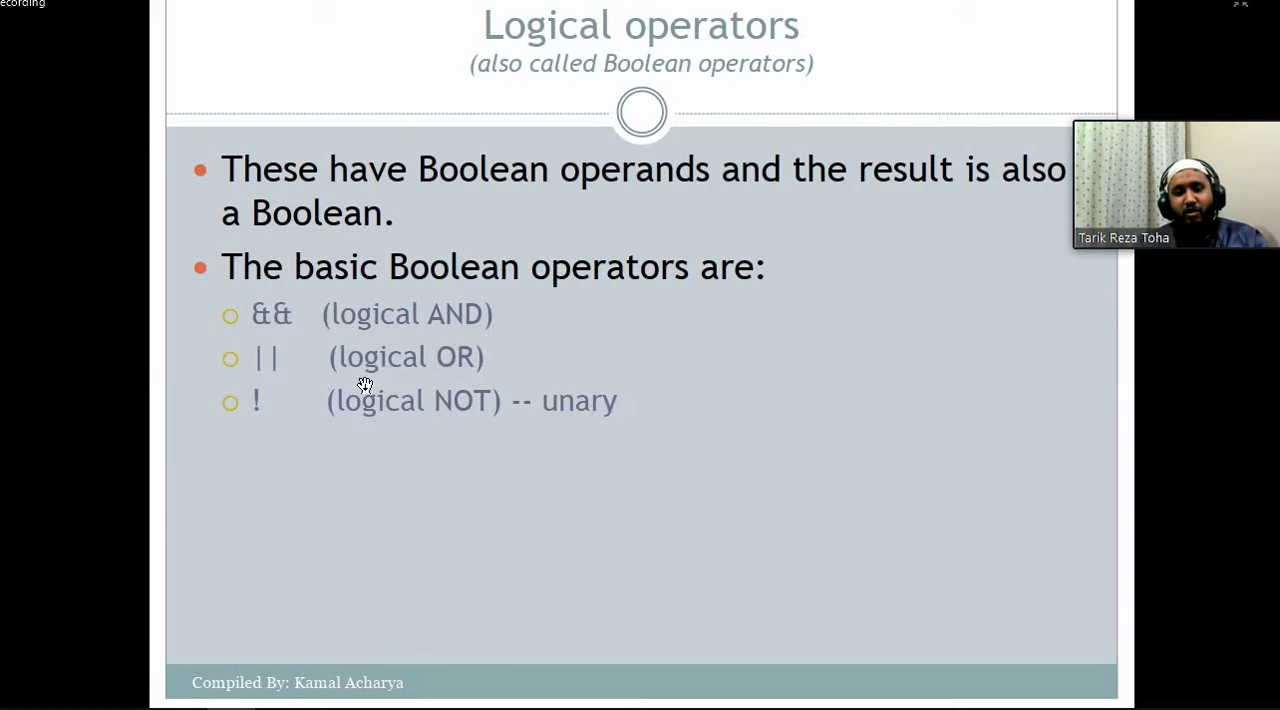 ecording
Logical operators
(also called Boolean operators)
These have Boolean operands and the result is also
a Boolean.
The basic Boolean operators are:
&& (logical AND)
|| (logical OR)
! (logical NOT) -- unary
Tarik Reza Toha
Compiled By: Kamal Acharya